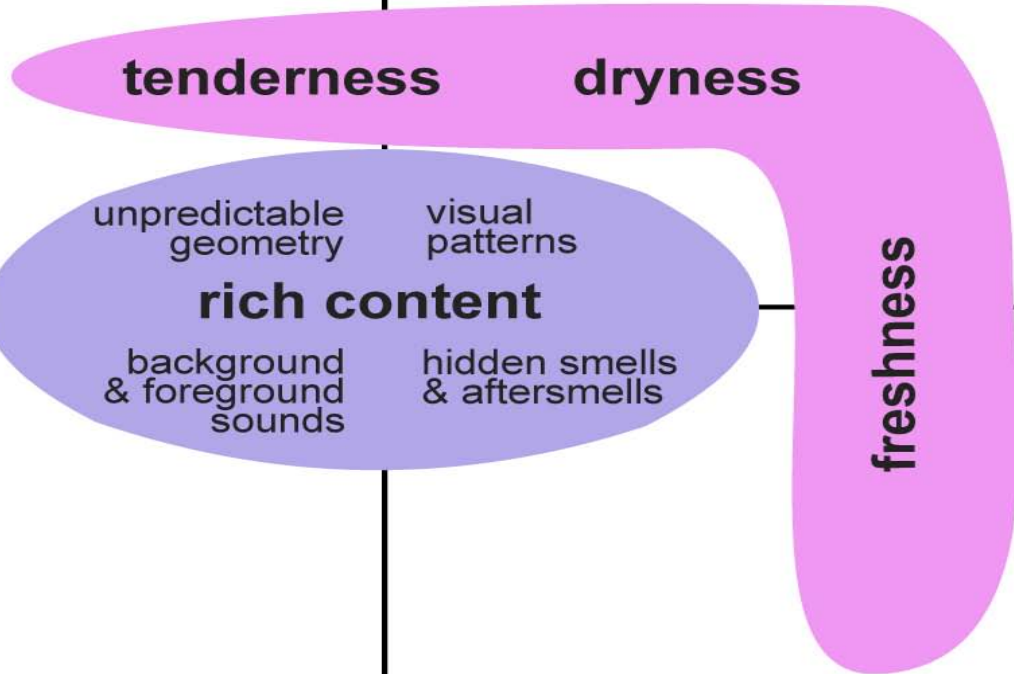 tenderness dryness
unpredictable
geometry
visual
patterns
rich content
background
& foreground
sounds
hidden smells
& aftersmells
freshness